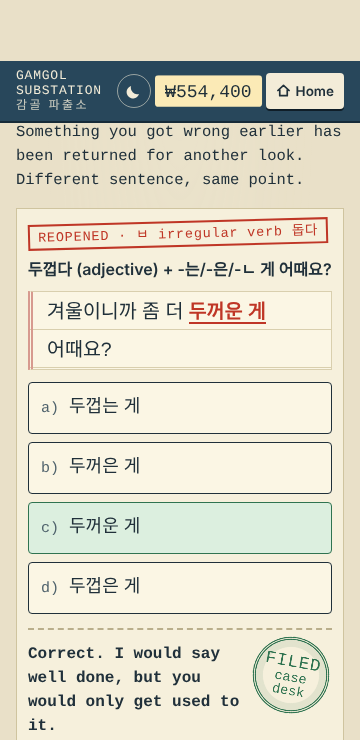 GAMGOL
SUBSTATION
감골 파출소
₩554,400
Home
Something you got wrong earlier has
been returned for another look.
Different sentence, same point.
REOPENED · ㅂ irregular verb 돕다
두껍다 (adjective) + -는/-은/-ㄴ 게 어때요?
겨울이니까 좀 더 두꺼운 게
어때요?
a) 두껍는 게
b) 두꺼은 게
c) 두꺼운 게
d) 두껍은 게
Correct. I would say
well done, but you
would only get used to
it.
FILED
case
desk